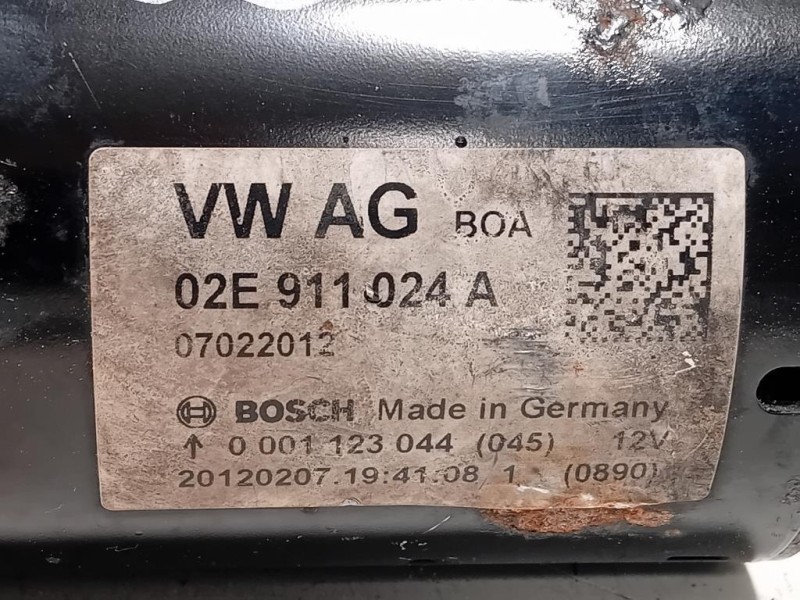 VW AG BOA
02E 911 024 A
07022012
BOSCH Made in Germany
↑ 0 001 123 044 (045) 12V
20120207.19:41:08 1 (0890)